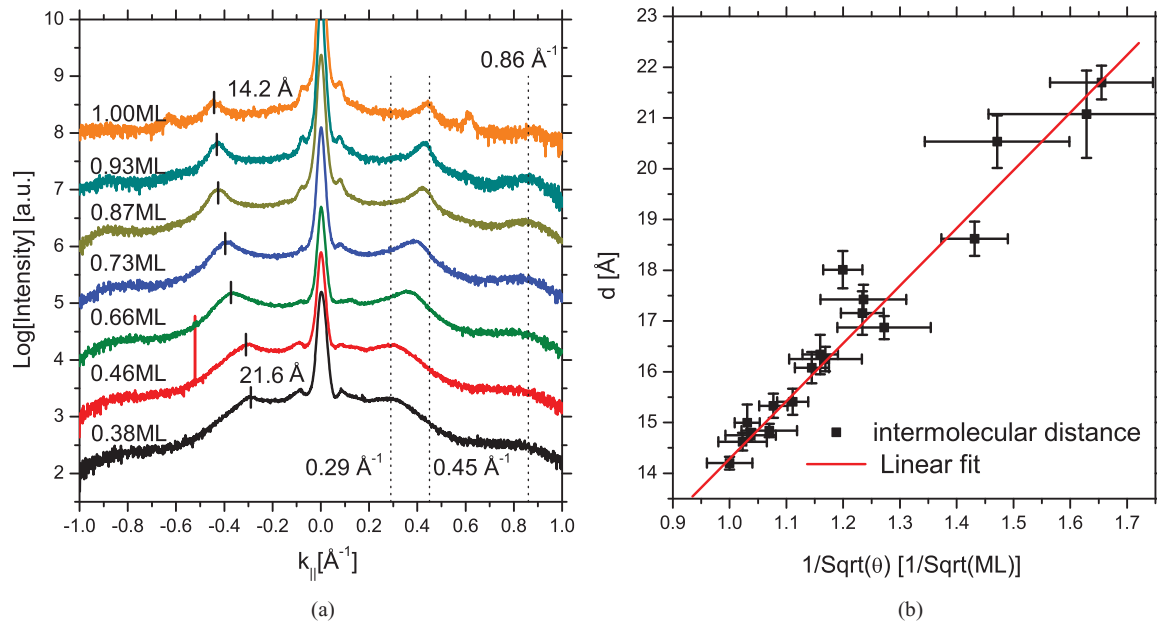 10
9
8
7
6
5
4
3
2
Log[Intensity] [a.u.]
0.86 Å⁻¹
14.2 Å
1.00ML
0.93ML
0.87ML
0.73ML
0.66ML
0.46ML
21.6 Å
0.38ML
0.29 Å⁻¹ 0.45 Å⁻¹
-1.0 -0.8 -0.6 -0.4 -0.2 0.0 0.2 0.4 0.6 0.8 1.0
k||[Å⁻¹]
(a)
23
22
21
20
19
18
17
16
15
14
d [Å]
intermolecular distance
Linear fit
0.9 1.0 1.1 1.2 1.3 1.4 1.5 1.6 1.7
1/Sqrt(θ) [1/Sqrt(ML)]
(b)